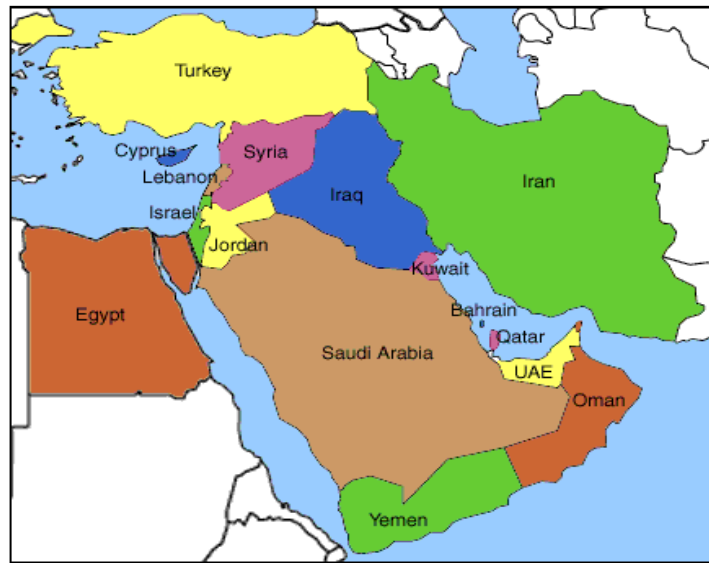 Turkey
Cyprus
Syria
Lebanon
Iran
Iraq
Israel
Jordan
Kuwait
Egypt
Bahrain
Qatar
Saudi Arabia
UAE
Oman
Yemen